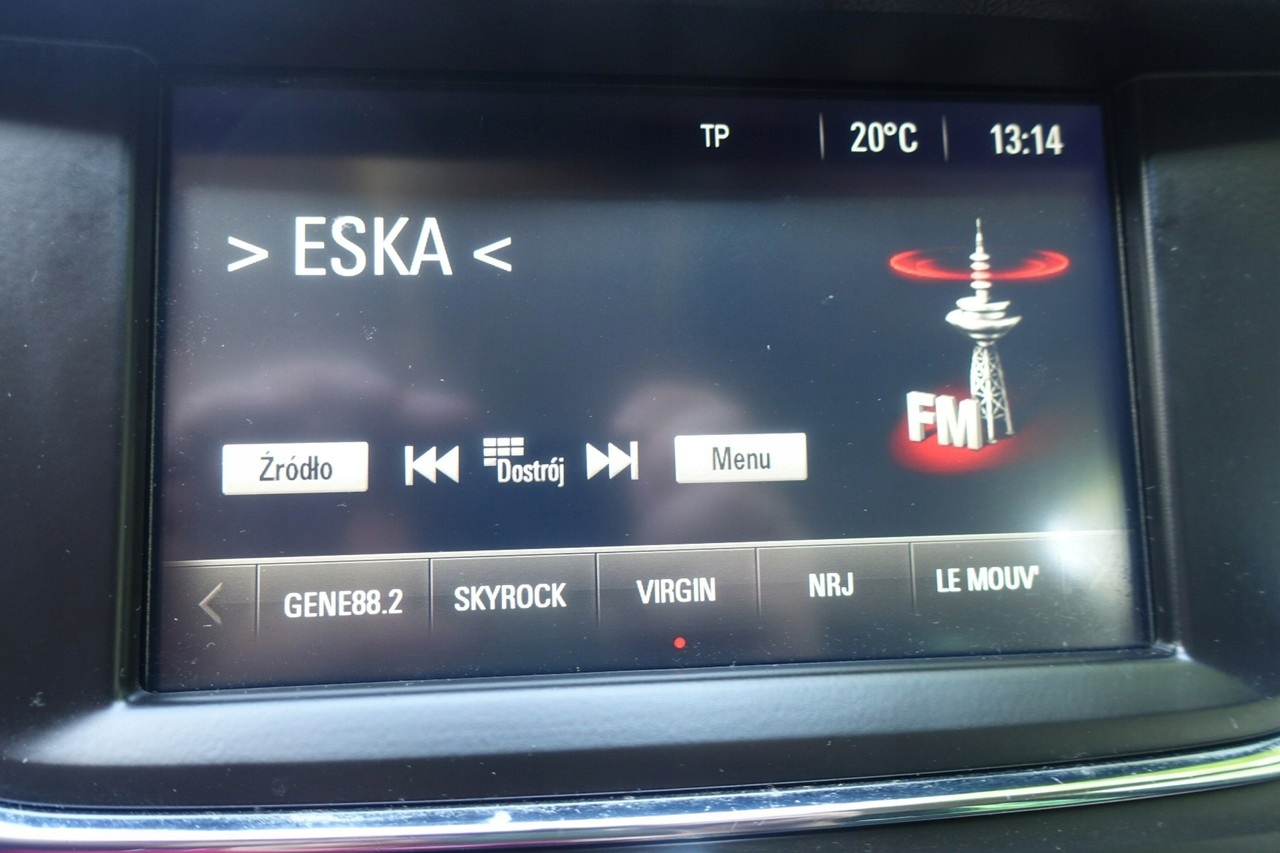 TP 20°C 13:14
> ESKA <
FM
Źródło Dostrój Menu
GENE88.2 SKYROCK VIRGIN NRJ LE MOUV'